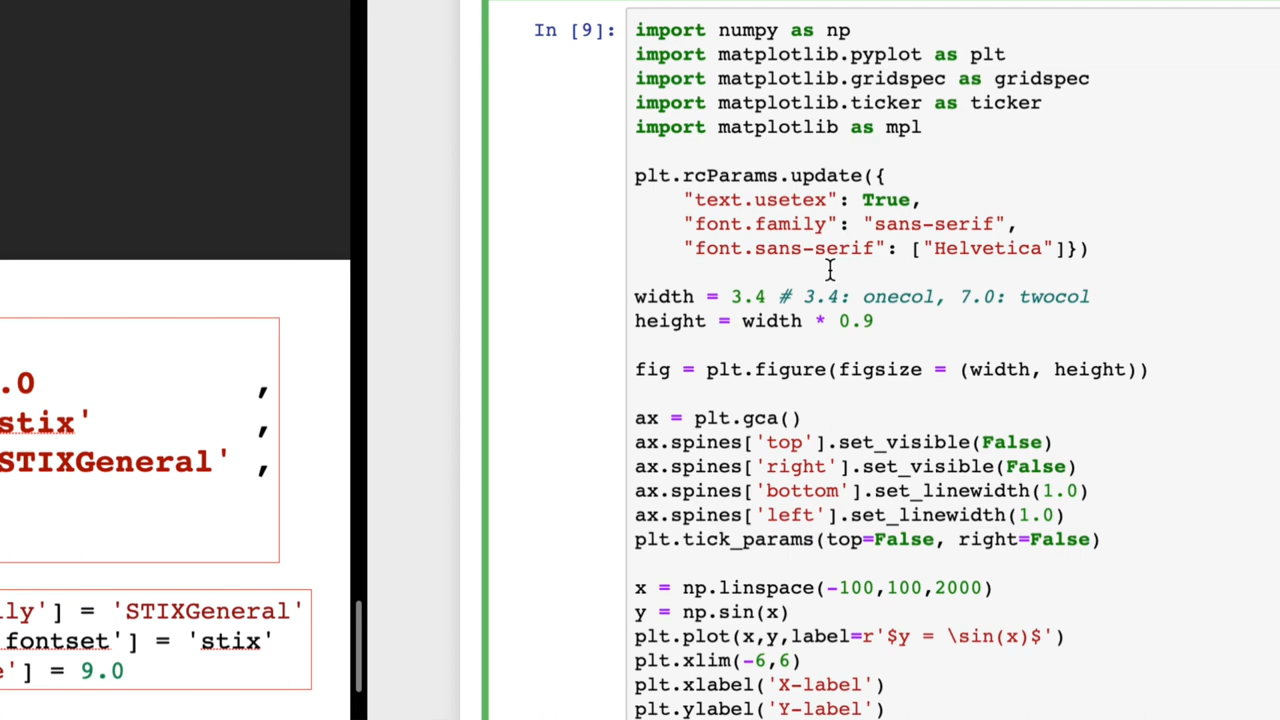 .0 ,
stix' ,
STIXGeneral' ,
ly'] = 'STIXGeneral'
fontset'] = 'stix'
e'] = 9.0
In [9]:
import numpy as np
import matplotlib.pyplot as plt
import matplotlib.gridspec as gridspec
import matplotlib.ticker as ticker
import matplotlib as mpl
plt.rcParams.update({
"text.usetex": True,
"font.family": "sans-serif",
"font.sans-serif": ["Helvetica"]})
width = 3.4 # 3.4: onecol, 7.0: twocol
height = width * 0.9
fig = plt.figure(figsize = (width, height))
ax = plt.gca()
ax.spines['top'].set_visible(False)
ax.spines['right'].set_visible(False)
ax.spines['bottom'].set_linewidth(1.0)
ax.spines['left'].set_linewidth(1.0)
plt.tick_params(top=False, right=False)
x = np.linspace(-100,100,2000)
y = np.sin(x)
plt.plot(x,y,label=r'$y = \sin(x)$')
plt.xlim(-6,6)
plt.xlabel('X-label')
plt.ylabel('Y-label')